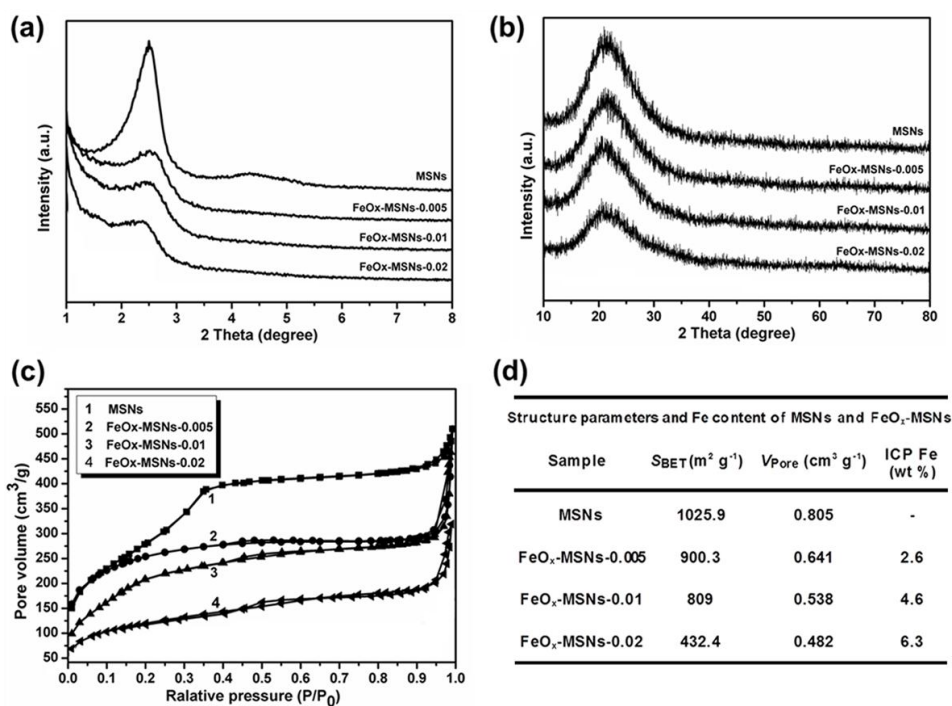 (a)
Intensity (a.u.)
MSNs
FeOx-MSNs-0.005
FeOx-MSNs-0.01
FeOx-MSNs-0.02
1 2 3 4 5 6 7 8
2 Theta (degree)
(b)
Intensity (a.u.)
MSNs
FeOx-MSNs-0.005
FeOx-MSNs-0.01
FeOx-MSNs-0.02
10 20 30 40 50 60 70 80
2 Theta (degree)
(c)
Pore volume (cm³/g)
550
500
450
400
350
300
250
200
150
100
50
1 MSNs
2 FeOx-MSNs-0.005
3 FeOx-MSNs-0.01
4 FeOx-MSNs-0.02
1
2
3
4
0.0 0.1 0.2 0.3 0.4 0.5 0.6 0.7 0.8 0.9 1.0
Ralative pressure (P/P₀)
(d)
Structure parameters and Fe content of MSNs and FeOₓ-MSNs
Sample S_BET (m² g⁻¹) V_Pore (cm³ g⁻¹) ICP Fe
(wt %)
MSNs 1025.9 0.805 -
FeOₓ-MSNs-0.005 900.3 0.641 2.6
FeOₓ-MSNs-0.01 809 0.538 4.6
FeOₓ-MSNs-0.02 432.4 0.482 6.3